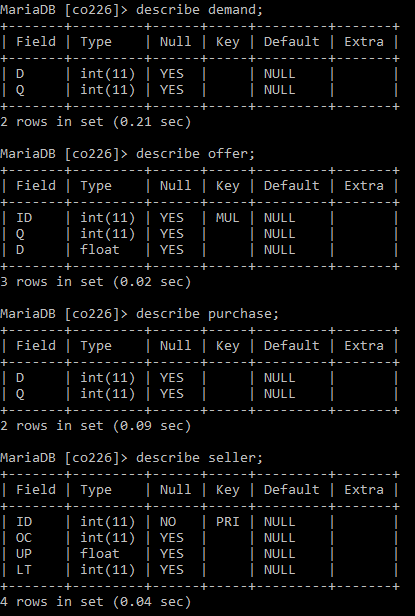 MariaDB [co226]> describe demand;
+-------+---------+------+-----+---------+-------+
| Field | Type    | Null | Key | Default | Extra |
+-------+---------+------+-----+---------+-------+
| D     | int(11) | YES  |     | NULL    |       |
| Q     | int(11) | YES  |     | NULL    |       |
+-------+---------+------+-----+---------+-------+
2 rows in set (0.21 sec)
MariaDB [co226]> describe offer;
+-------+---------+------+-----+---------+-------+
| Field | Type    | Null | Key | Default | Extra |
+-------+---------+------+-----+---------+-------+
| ID    | int(11) | YES  | MUL | NULL    |       |
| Q     | int(11) | YES  |     | NULL    |       |
| D     | float   | YES  |     | NULL    |       |
+-------+---------+------+-----+---------+-------+
3 rows in set (0.02 sec)
MariaDB [co226]> describe purchase;
+-------+---------+------+-----+---------+-------+
| Field | Type    | Null | Key | Default | Extra |
+-------+---------+------+-----+---------+-------+
| D     | int(11) | YES  |     | NULL    |       |
| Q     | int(11) | YES  |     | NULL    |       |
+-------+---------+------+-----+---------+-------+
2 rows in set (0.09 sec)
MariaDB [co226]> describe seller;
+-------+---------+------+-----+---------+-------+
| Field | Type    | Null | Key | Default | Extra |
+-------+---------+------+-----+---------+-------+
| ID    | int(11) | NO   | PRI | NULL    |       |
| OC    | int(11) | YES  |     | NULL    |       |
| UP    | float   | YES  |     | NULL    |       |
| LT    | int(11) | YES  |     | NULL    |       |
+-------+---------+------+-----+---------+-------+
4 rows in set (0.04 sec)